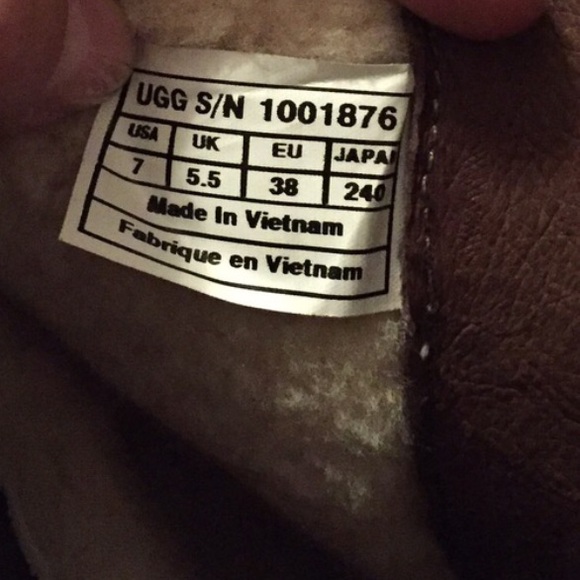 UGG S/N 1001876
USA UK EU JAPA
7 5.5 38 240
Made In Vietnam
Fabrique en Vietnam